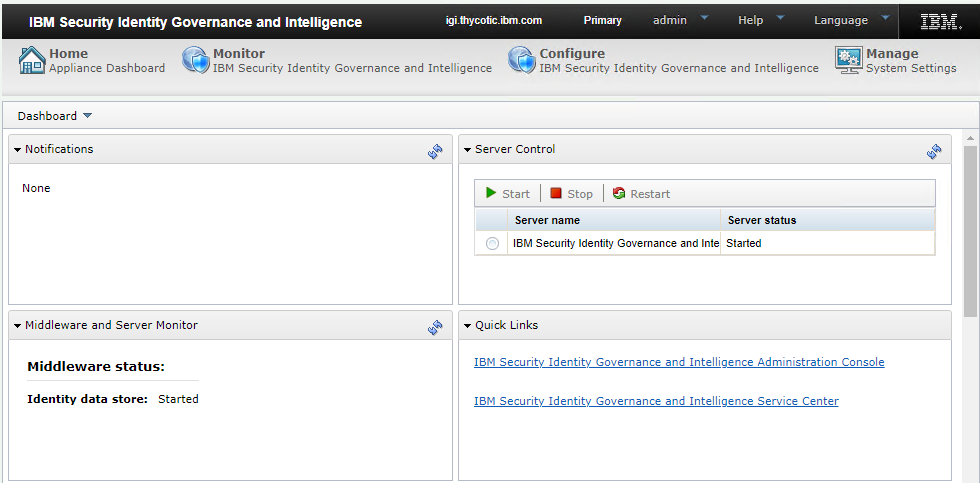 IBM Security Identity Governance and Intelligence igi.thycotic.ibm.com Primary admin Help Language IBM.
Home
Appliance Dashboard
Monitor
IBM Security Identity Governance and Intelligence
Configure
IBM Security Identity Governance and Intelligence
Manage
System Settings
Dashboard
Notifications
None
Server Control
Start Stop Restart
Server name Server status
IBM Security Identity Governance and Inte Started
Middleware and Server Monitor
Middleware status:
Identity data store: Started
Quick Links
IBM Security Identity Governance and Intelligence Administration Console
IBM Security Identity Governance and Intelligence Service Center